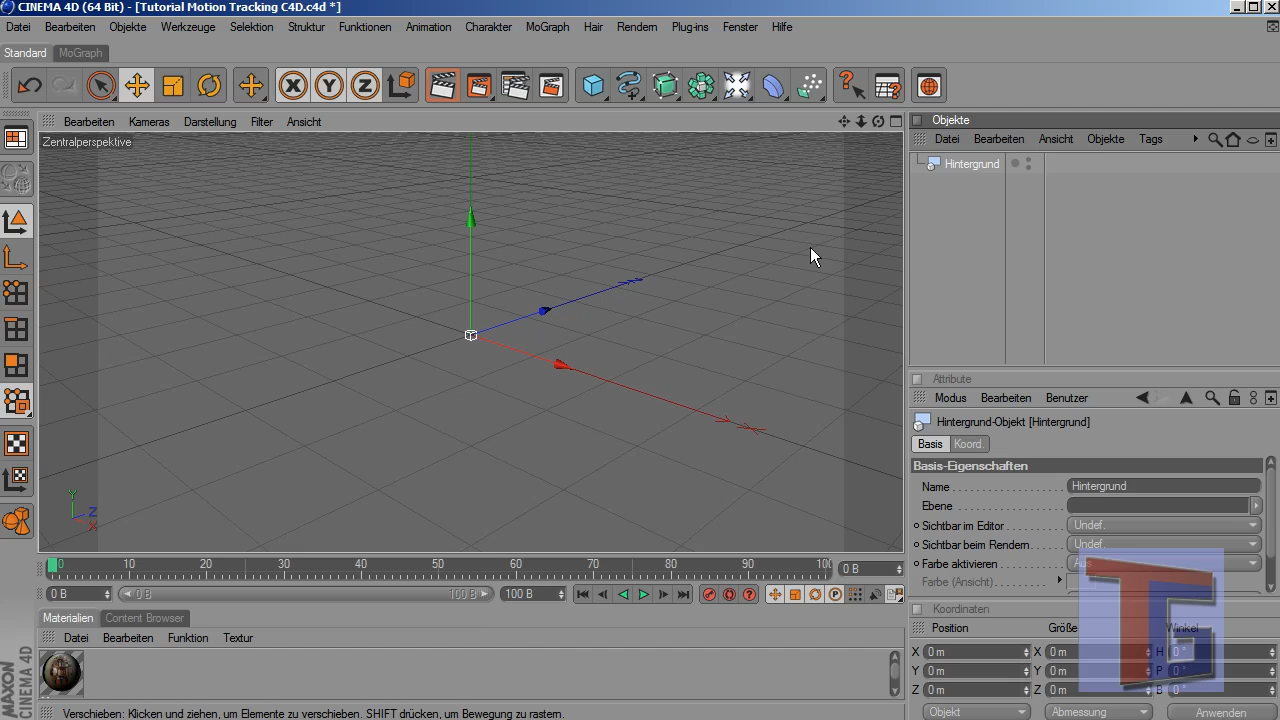 CINEMA 4D (64 Bit) - [Tutorial Motion Tracking C4D.c4d *]
Datei Bearbeiten Objekte Werkzeuge Selektion Struktur Funktionen Animation Charakter MoGraph Hair Rendern Plug-ins Fenster Hilfe
Standard MoGraph
X Y Z
Bearbeiten Kameras Darstellung Filter Ansicht
Zentralperspektive
Objekte
Datei Bearbeiten Ansicht Objekte Tags
Hintergrund
Attribute
Modus Bearbeiten Benutzer
Hintergrund-Objekt [Hintergrund]
Basis Koord.
Basis-Eigenschaften
Name Hintergrund
Ebene
Sichtbar im Editor Undef.
Sichtbar beim Rendern Undef.
Farbe aktivieren Aus
Farbe (Ansicht)
Y
Z
X
0 10 20 30 40 50 60 70 80 90 100 0 B
0 B 0 B 100 B 100 B
Materialien Content Browser
Datei Bearbeiten Funktion Textur
Koordinaten
Position Größe Winkel
X 0 m X 0 m H 0 °
Y 0 m Y 0 m P 0 °
Z 0 m Z 0 m B 0 °
Objekt Abmessung Anwenden
MAXON
CINEMA 4D
Verschieben: Klicken und ziehen, um Elemente zu verschieben. SHIFT drücken, um Bewegung zu rastern.
TG